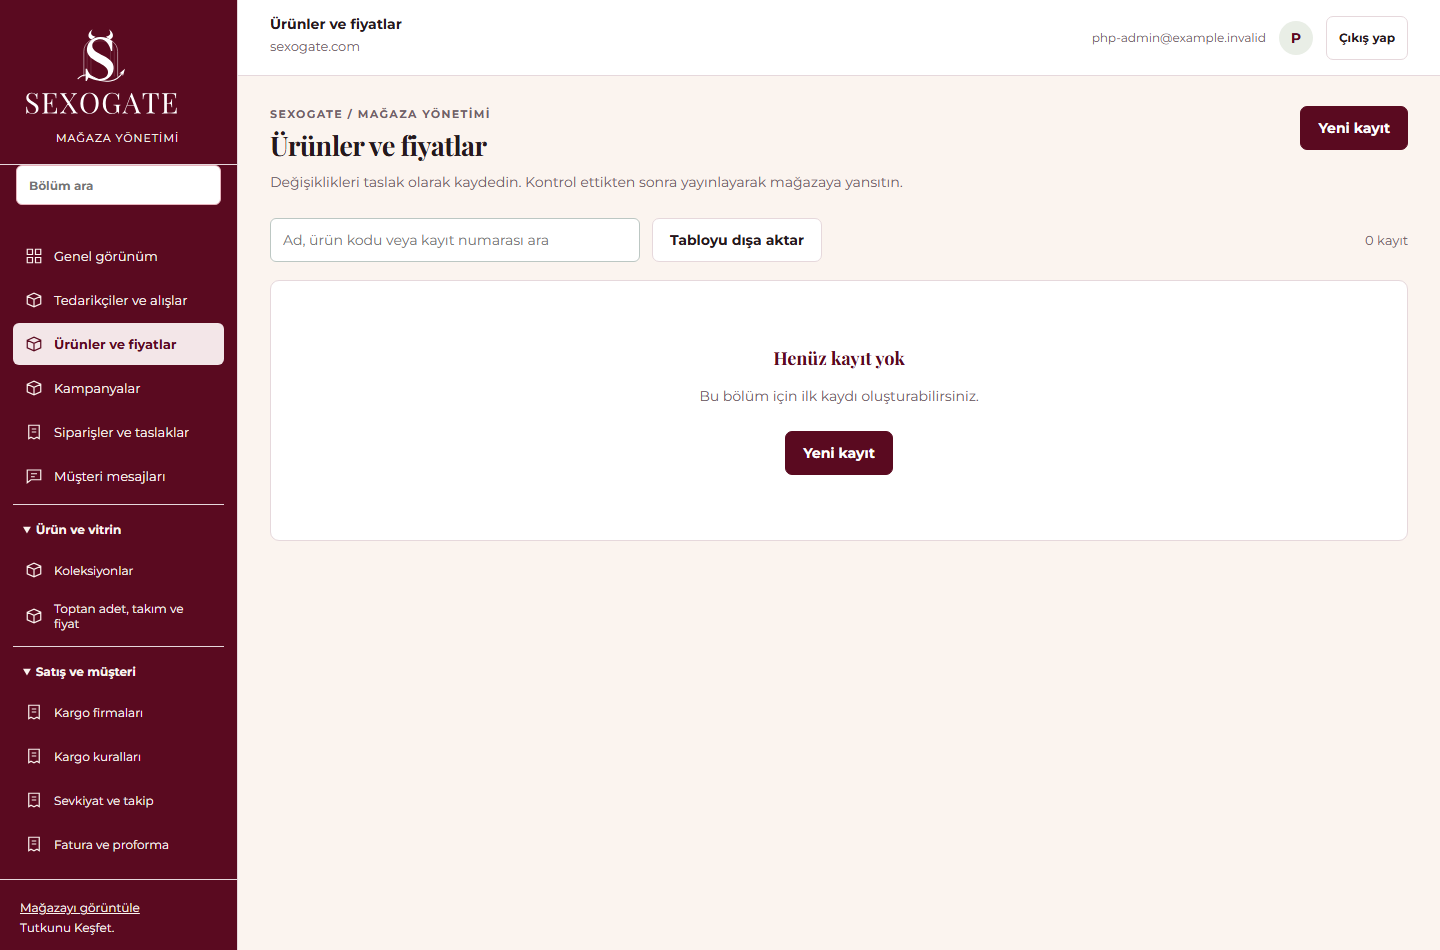 SEXOGATE
MAĞAZA YÖNETİMİ
Bölüm ara
Genel görünüm
Tedarikçiler ve alışlar
Ürünler ve fiyatlar
Kampanyalar
Siparişler ve taslaklar
Müşteri mesajları
▼ Ürün ve vitrin
Koleksiyonlar
Toptan adet, takım ve
fiyat
▼ Satış ve müşteri
Kargo firmaları
Kargo kuralları
Sevkiyat ve takip
Fatura ve proforma
Mağazayı görüntüle
Tutkunu Keşfet.
Ürünler ve fiyatlar
sexogate.com
php-admin@example.invalid
P
Çıkış yap
SEXOGATE / MAĞAZA YÖNETİMİ
Ürünler ve fiyatlar
Değişiklikleri taslak olarak kaydedin. Kontrol ettikten sonra yayınlayarak mağazaya yansıtın.
Yeni kayıt
Ad, ürün kodu veya kayıt numarası ara
Tabloyu dışa aktar
0 kayıt
Henüz kayıt yok
Bu bölüm için ilk kaydı oluşturabilirsiniz.
Yeni kayıt